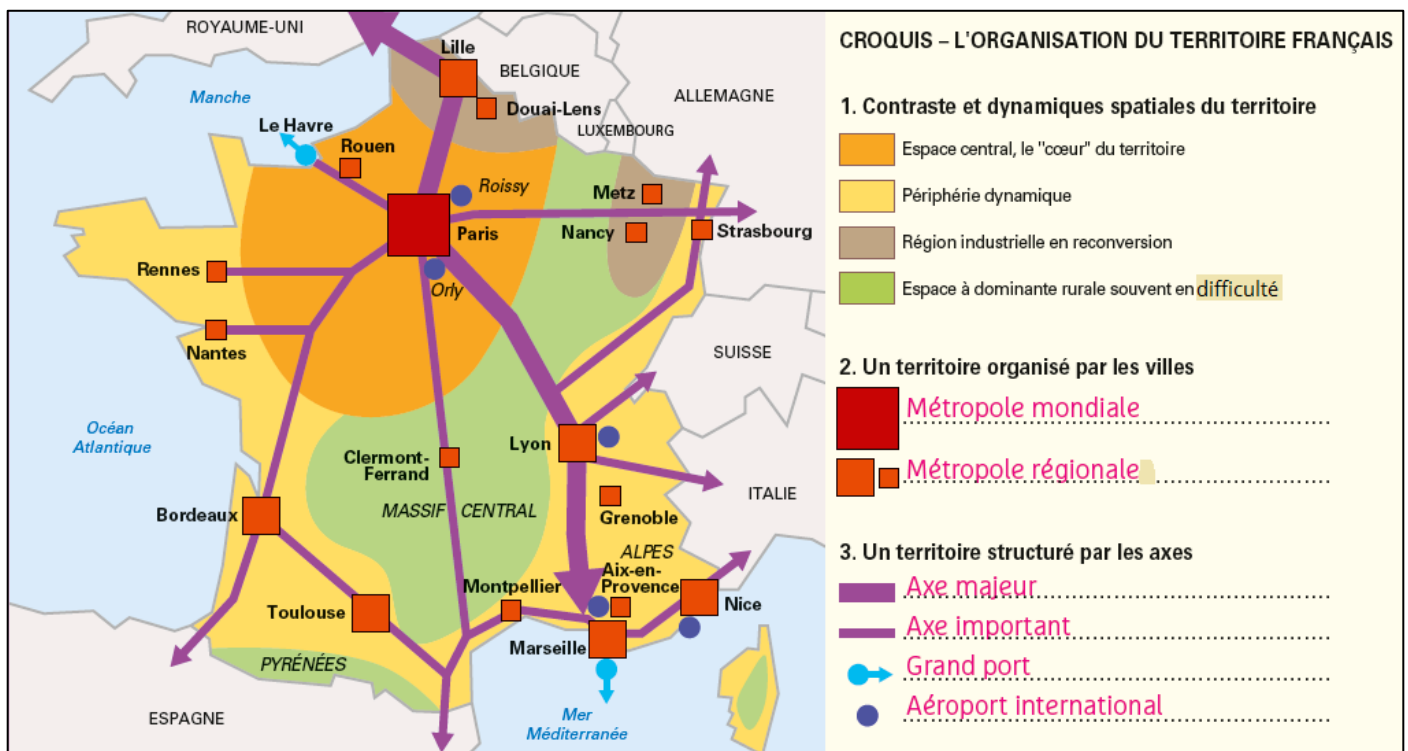 ROYAUME-UNI
Lille
BELGIQUE
Manche
Douai-Lens
ALLEMAGNE
Le Havre
LUXEMBOURG
Rouen
Roissy
Metz
Paris
Nancy
Strasbourg
Rennes
Orly
Nantes
SUISSE
Océan
Atlantique
Lyon
Clermont-
Ferrand
ITALIE
Bordeaux
MASSIF CENTRAL
Grenoble
ALPES
Aix-en-
Provence
Montpellier
Nice
Toulouse
Marseille
PYRÉNÉES
ESPAGNE
Mer
Méditerranée
CROQUIS – L'ORGANISATION DU TERRITOIRE FRANÇAIS
1. Contraste et dynamiques spatiales du territoire
Espace central, le "cœur" du territoire
Périphérie dynamique
Région industrielle en reconversion
Espace à dominante rurale souvent en difficulté
2. Un territoire organisé par les villes
Métropole mondiale
Métropole régionale
3. Un territoire structuré par les axes
Axe majeur
Axe important
Grand port
Aéroport international